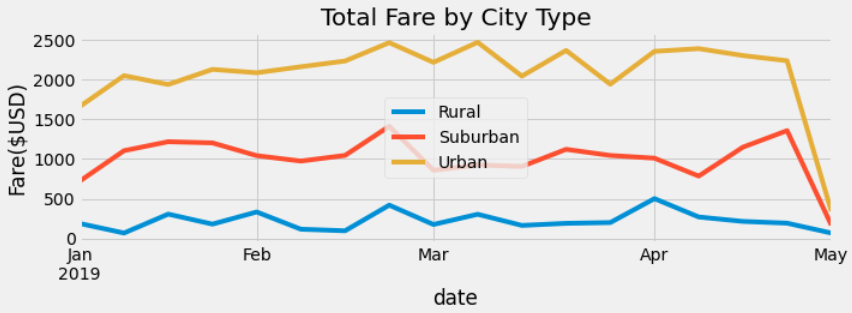 Total Fare by City Type
Fare($USD)
2500
2000
1500
1000
500
0
Rural
Suburban
Urban
Jan Feb Mar Apr May
2019
date